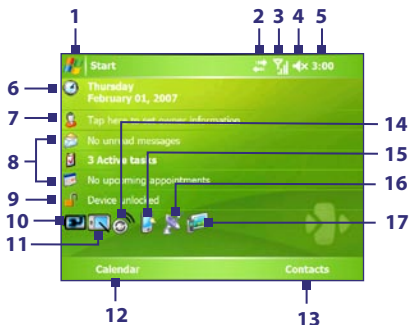 1 2 3 4 5
Start 3:00
6 Thursday
February 01, 2007
7 Tap here to set owner information
14
No unread messages
15
8 3 Active tasks
16
No upcoming appointments
9 Device unlocked
10 17
11
Calendar Contacts
12 13